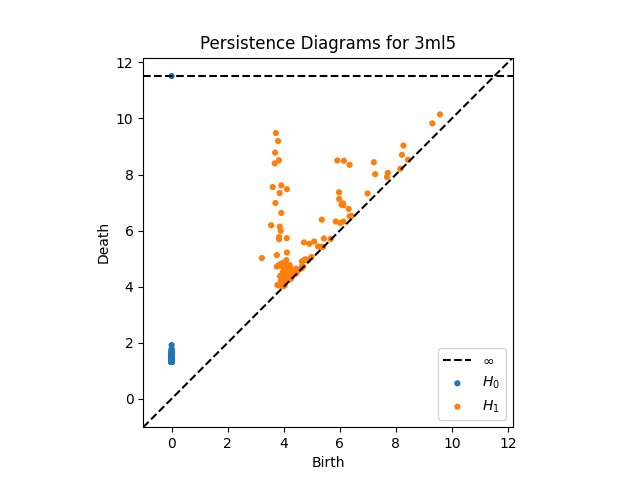 Persistence Diagrams for 3ml5
12
10
8
6
4
2
0
Death
0 2 4 6 8 10 12
Birth
∞
H₀
H₁